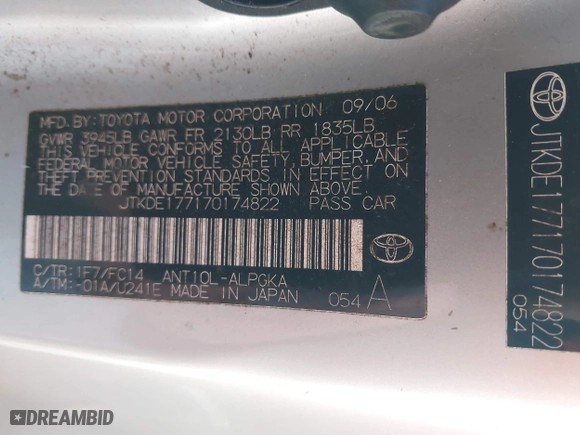 MFD. BY: TOYOTA MOTOR CORPORATION 09/06
GVWR 3945LB GAWR FR 2130LB RR 1835LB
THIS VEHICLE CONFORMS TO ALL APPLICABLE
FEDERAL MOTOR VEHICLE SAFETY, BUMPER, AND
THEFT PREVENTION STANDARDS IN EFFECT ON
THE DATE OF MANUFACTURE SHOWN ABOVE.
JTKDE177170174822 PASS CAR
C/TR: 1F7/FC14 ANT10L-ALPGKA
A/TM: -01A/U241E MADE IN JAPAN 054 A
TOYOTA
JTKDE177170174822
054
DREAMBID